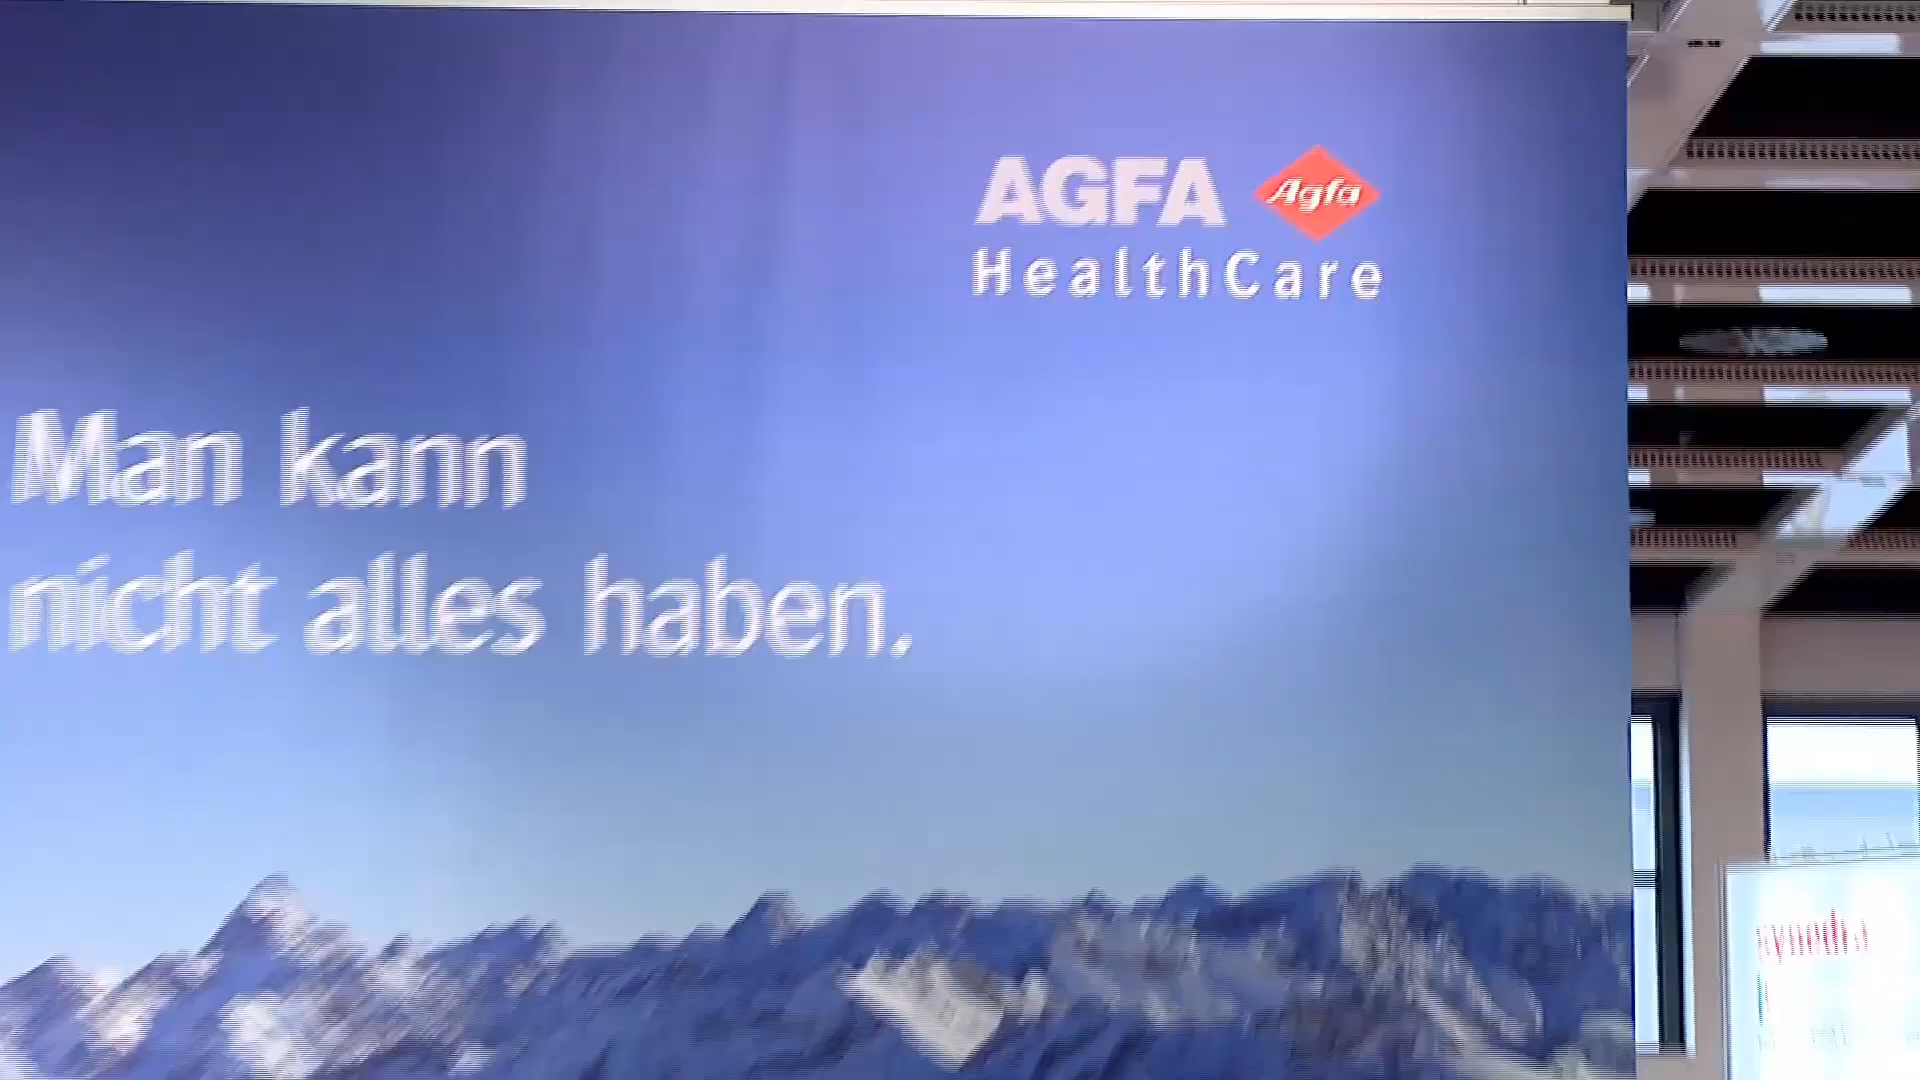 AGFA
Agfa
HealthCare
Man kann
nicht alles haben.